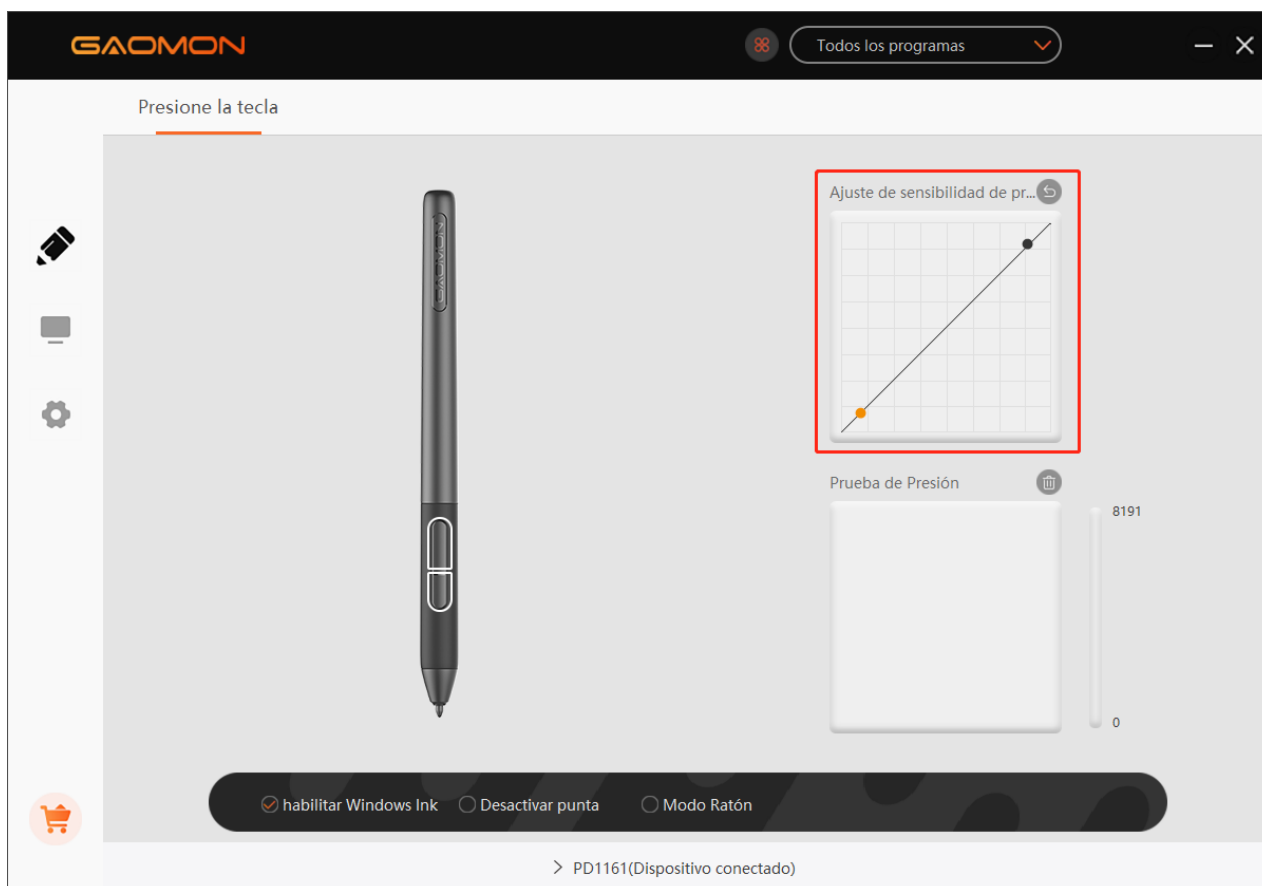 GAOMON
Todos los programas
Presione la tecla
Ajuste de sensibilidad de pr...
GAOMON
Prueba de Presión
8191
0
habilitar Windows Ink
Desactivar punta
Modo Ratón
PD1161(Dispositivo conectado)